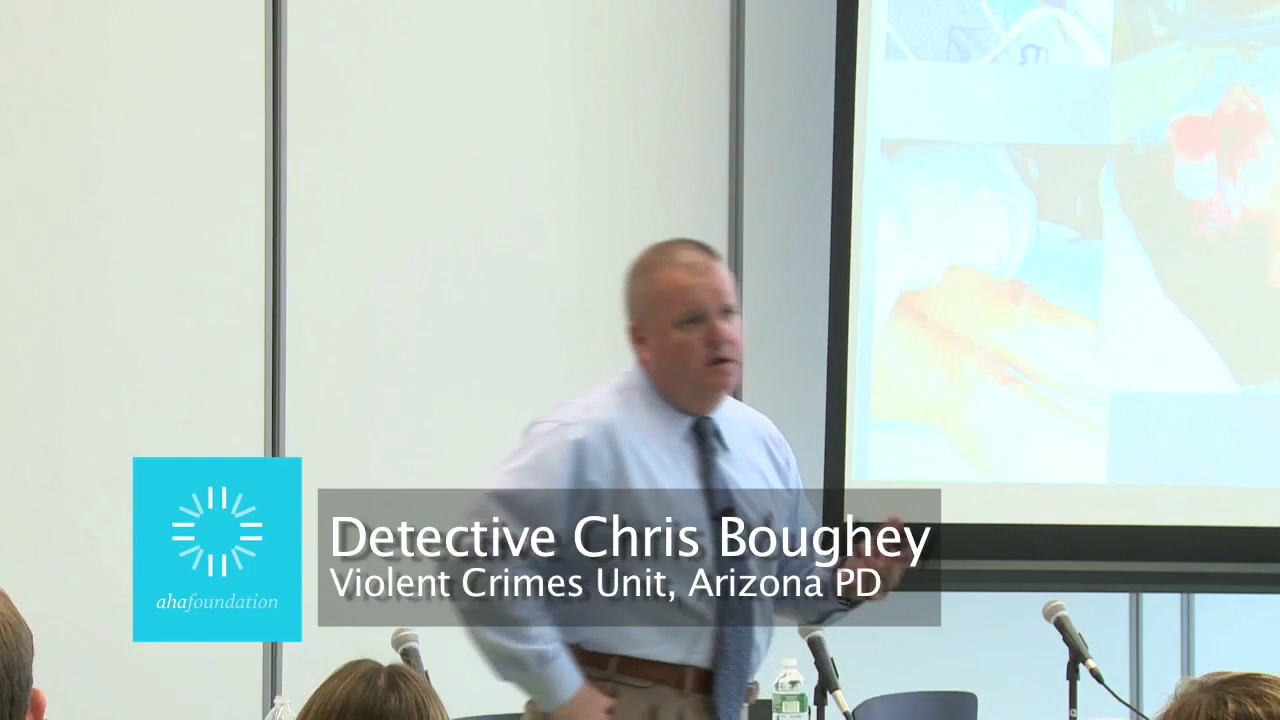 Detective Chris Boughey
Violent Crimes Unit, Arizona PD
ahafoundation